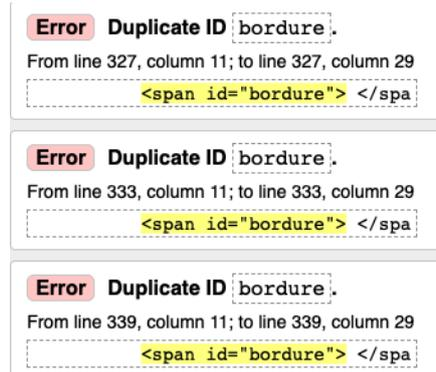 Error Duplicate ID bordure.
From line 327, column 11; to line 327, column 29
<span id="bordure"> </spa
Error Duplicate ID bordure.
From line 333, column 11; to line 333, column 29
<span id="bordure"> </spa
Error Duplicate ID bordure.
From line 339, column 11; to line 339, column 29
<span id="bordure"> </spa